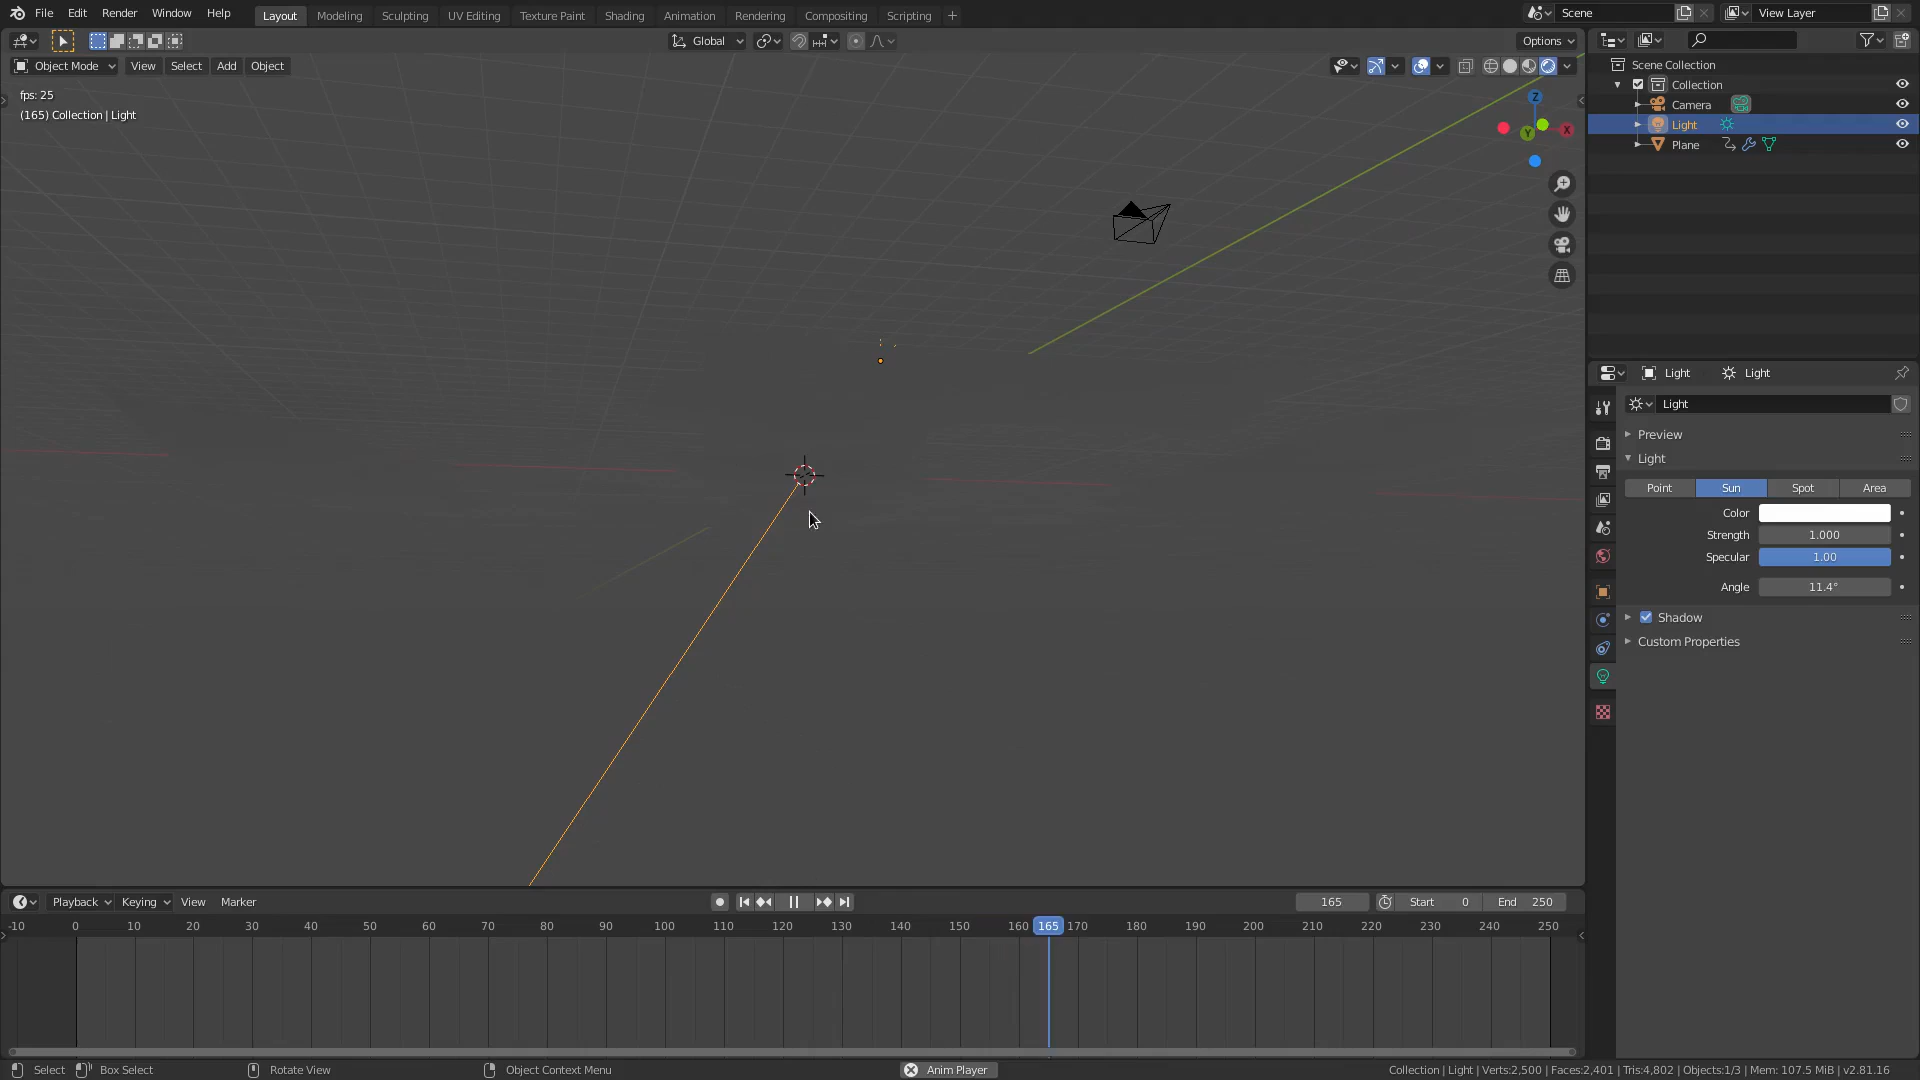 File Edit Render Window Help Layout Modeling Sculpting UV Editing Texture Paint Shading Animation Rendering Compositing Scripting + Scene View Layer
Global Options
Object Mode View Select Add Object
fps: 25
(165) Collection | Light
Z
X
Y
Scene Collection
Collection
Camera
Light
Plane
Light Light
Light
Preview
Light
Point Sun Spot Area
Color
Strength 1.000
Specular 1.00
Angle 11.4°
Shadow
Custom Properties
Playback Keying View Marker 165 Start 0 End 250
-10 0 10 20 30 40 50 60 70 80 90 100 110 120 130 140 150 160 165 170 180 190 200 210 220 230 240 250
Select Box Select Rotate View Object Context Menu Anim Player Collection | Light | Verts:2,500 | Faces:2,401 | Tris:4,802 | Objects:1/3 | Mem: 107.5 MiB | v2.81.16